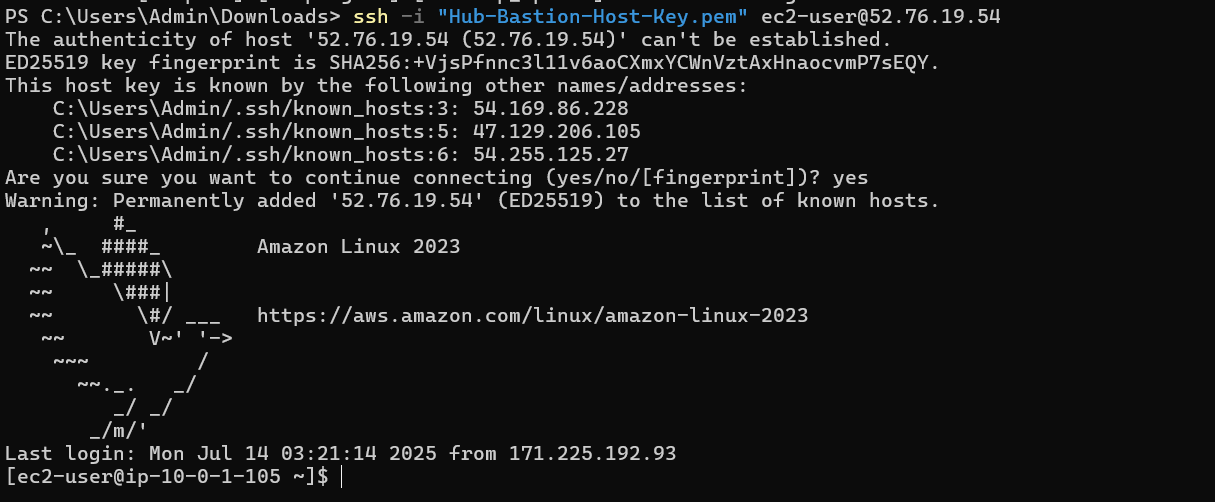 PS C:\Users\Admin\Downloads> ssh -i "Hub-Bastion-Host-Key.pem" ec2-user@52.76.19.54
The authenticity of host '52.76.19.54 (52.76.19.54)' can't be established.
ED25519 key fingerprint is SHA256:+VjsPfnnc3l11v6aoCXmxYCWnVztAxHnaocvmP7sEQY.
This host key is known by the following other names/addresses:
    C:\Users\Admin/.ssh/known_hosts:3: 54.169.86.228
    C:\Users\Admin/.ssh/known_hosts:5: 47.129.206.105
    C:\Users\Admin/.ssh/known_hosts:6: 54.255.125.27
Are you sure you want to continue connecting (yes/no/[fingerprint])? yes
Warning: Permanently added '52.76.19.54' (ED25519) to the list of known hosts.
   ,     #_
   ~\_  ####_        Amazon Linux 2023
  ~~  \_#####\
  ~~     \###|
  ~~       \#/ ___   https://aws.amazon.com/linux/amazon-linux-2023
   ~~       V~' '->
    ~~~         /
      ~~._.   _/
         _/ _/
       _/m/'
Last login: Mon Jul 14 03:21:14 2025 from 171.225.192.93
[ec2-user@ip-10-0-1-105 ~]$